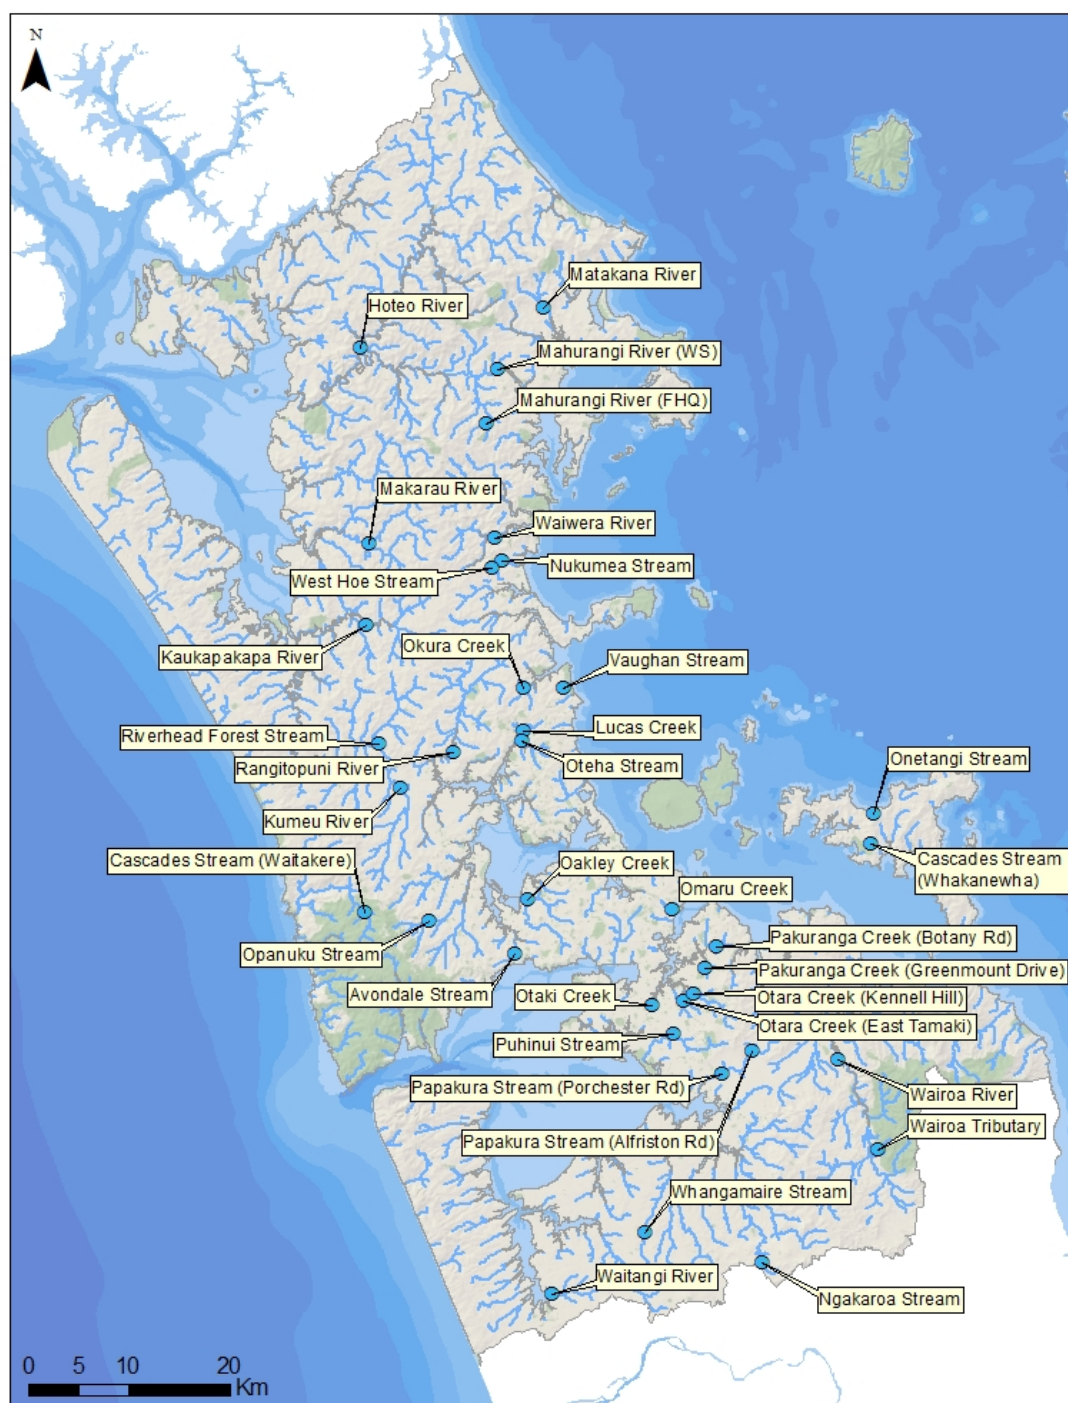 N
Matakana River
Hoteo River
Mahurangi River (WS)
Mahurangi River (FHQ)
Makarau River
Waiwera River
Nukumea Stream
West Hoe Stream
Okura Creek
Kaukapakapa River
Vaughan Stream
Lucas Creek
Riverhead Forest Stream
Oteha Stream
Rangitopuni River
Onetangi Stream
Kumeu River
Cascades Stream (Waitakere)
Oakley Creek
Cascades Stream
(Whakanewha)
Omaru Creek
Pakuranga Creek (Botany Rd)
Opanuku Stream
Pakuranga Creek (Greenmount Drive)
Avondale Stream
Otaki Creek
Otara Creek (Kennell Hill)
Otara Creek (East Tamaki)
Puhinui Stream
Papakura Stream (Porchester Rd)
Wairoa River
Wairoa Tributary
Papakura Stream (Alfriston Rd)
Whangamaire Stream
Waitangi River
Ngakaroa Stream
0 5 10 20
Km